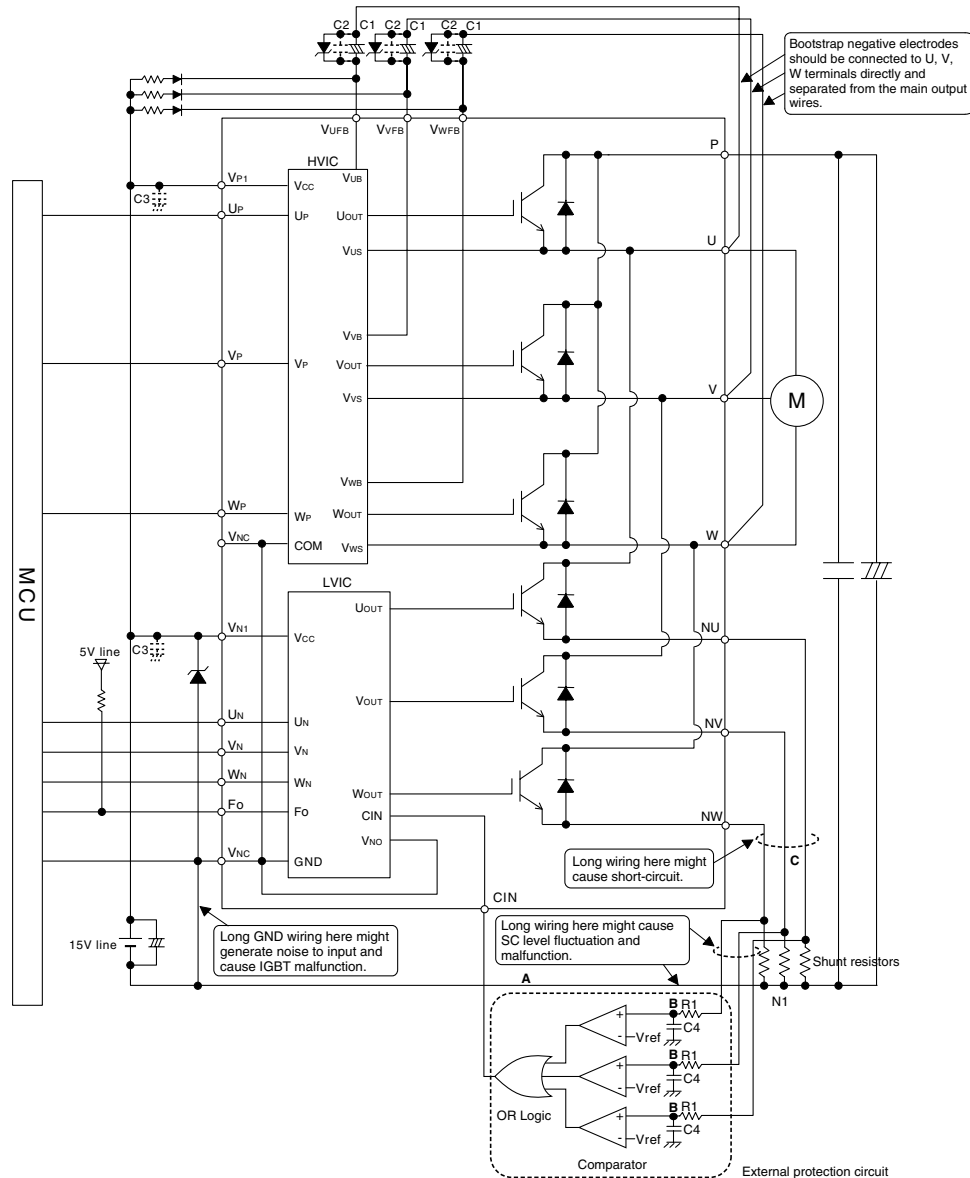 C2 C1 C2 C1 C2 C1
Bootstrap negative electrodes
should be connected to U, V,
W terminals directly and
separated from the main output
wires.
VUFB VVFB VWFB
P
HVIC
VP1 VCC VUB
C3
UP UP UOUT
U
VUS
VVB
VP VP VOUT
V
VVS
M
VWB
WP WP WOUT
W
VNC COM VWS
MCU
LVIC
UOUT
VN1 VCC
NU
5V line C3
VOUT
UN UN
NV
VN VN
WN WN WOUT
CIN
FO FO
NW
VNO
VNC GND
Long wiring here might
cause short-circuit.
C
CIN
15V line
Long GND wiring here might
generate noise to input and
cause IGBT malfunction.
Long wiring here might cause
SC level fluctuation and
malfunction.
Shunt resistors
A
N1
B R1
+
- Vref C4
B R1
+
- Vref C4
OR Logic
B R1
+
- Vref C4
Comparator
External protection circuit